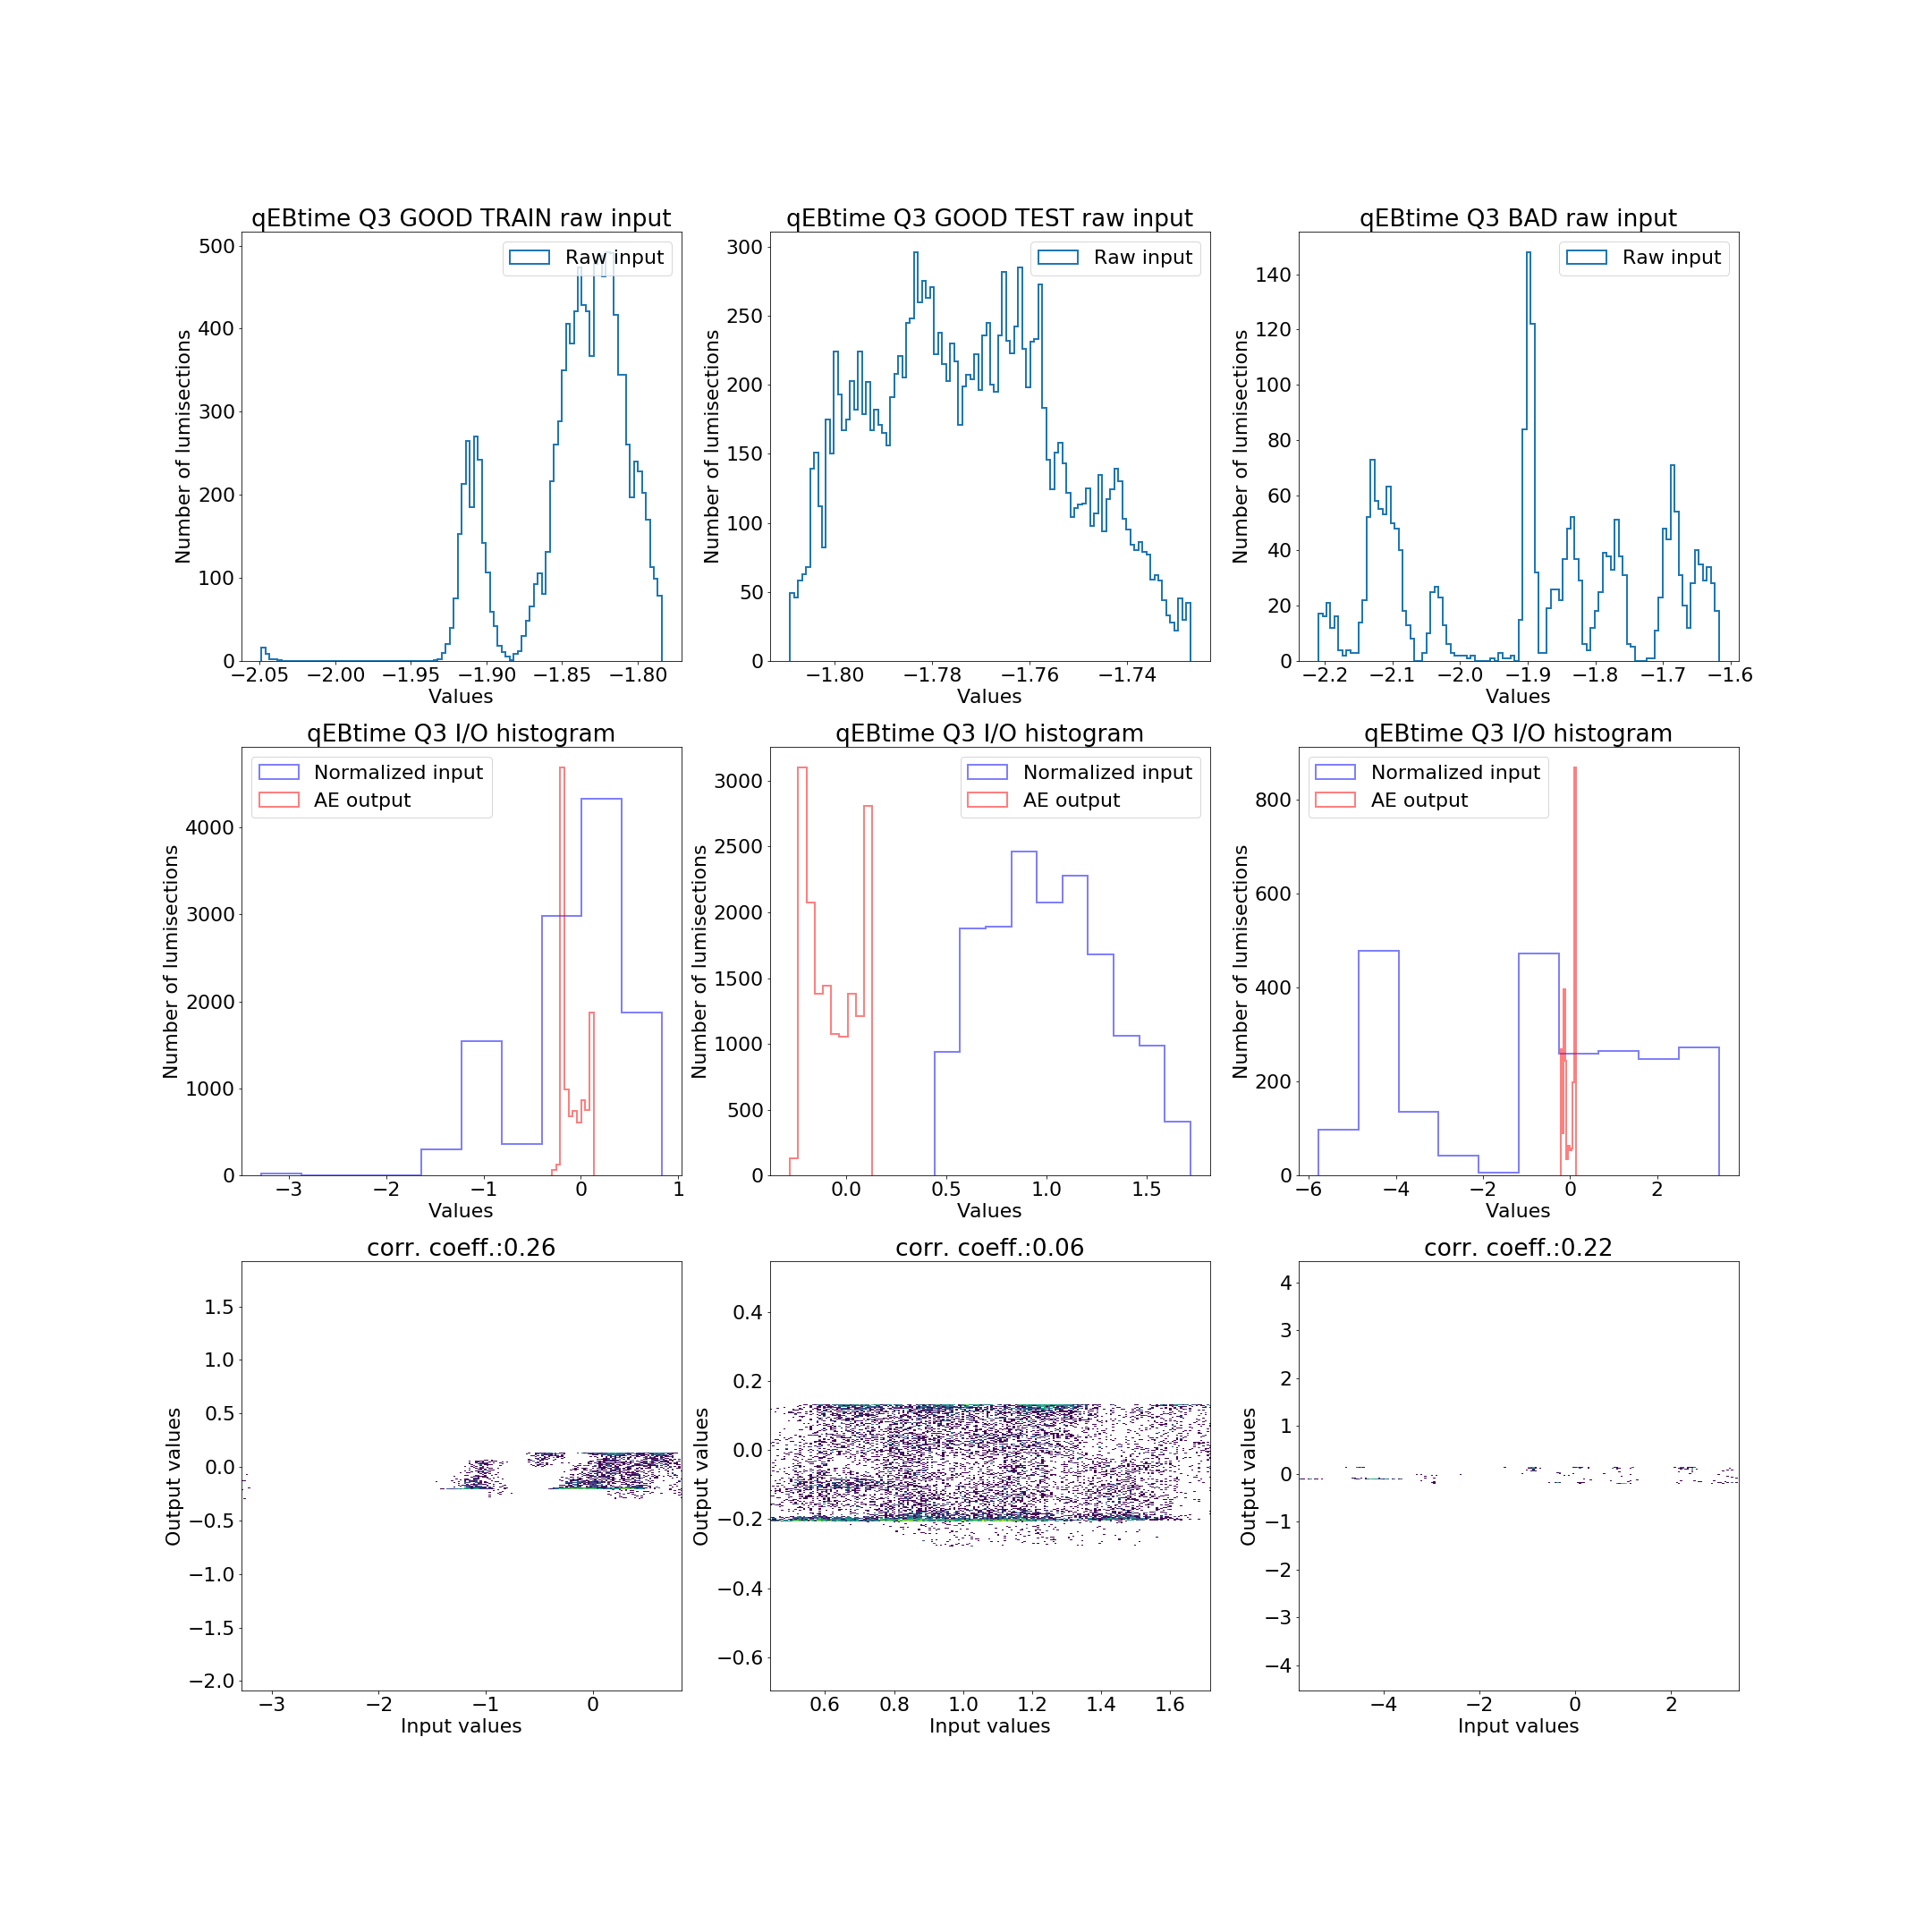 qEBtime Q3 GOOD TRAIN raw input
Raw input
Number of lumisections
500
400
300
200
100
0
−2.05 −2.00 −1.95 −1.90 −1.85 −1.80
Values
qEBtime Q3 GOOD TEST raw input
Raw input
Number of lumisections
300
250
200
150
100
50
0
−1.80 −1.78 −1.76 −1.74
Values
qEBtime Q3 BAD raw input
Raw input
Number of lumisections
140
120
100
80
60
40
20
0
−2.2 −2.1 −2.0 −1.9 −1.8 −1.7 −1.6
Values
qEBtime Q3 I/O histogram
Normalized input
AE output
Number of lumisections
4000
3000
2000
1000
0
−3 −2 −1 0 1
Values
qEBtime Q3 I/O histogram
Normalized input
AE output
Number of lumisections
3000
2500
2000
1500
1000
500
0
0.0 0.5 1.0 1.5
Values
qEBtime Q3 I/O histogram
Normalized input
AE output
Number of lumisections
800
600
400
200
0
−6 −4 −2 0 2
Values
corr. coeff.:0.26
Output values
1.5
1.0
0.5
0.0
−0.5
−1.0
−1.5
−2.0
−3 −2 −1 0
Input values
corr. coeff.:0.06
Output values
0.4
0.2
0.0
−0.2
−0.4
−0.6
0.6 0.8 1.0 1.2 1.4 1.6
Input values
corr. coeff.:0.22
Output values
4
3
2
1
0
−1
−2
−3
−4
−4 −2 0 2
Input values